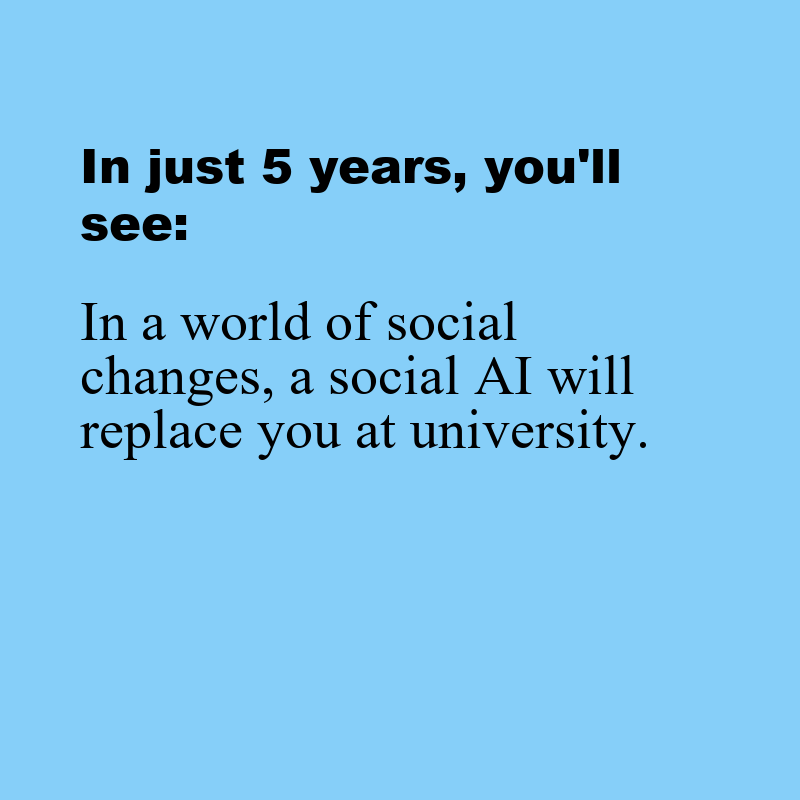 In just 5 years, you'll
see:
In a world of social
changes, a social AI will
replace you at university.